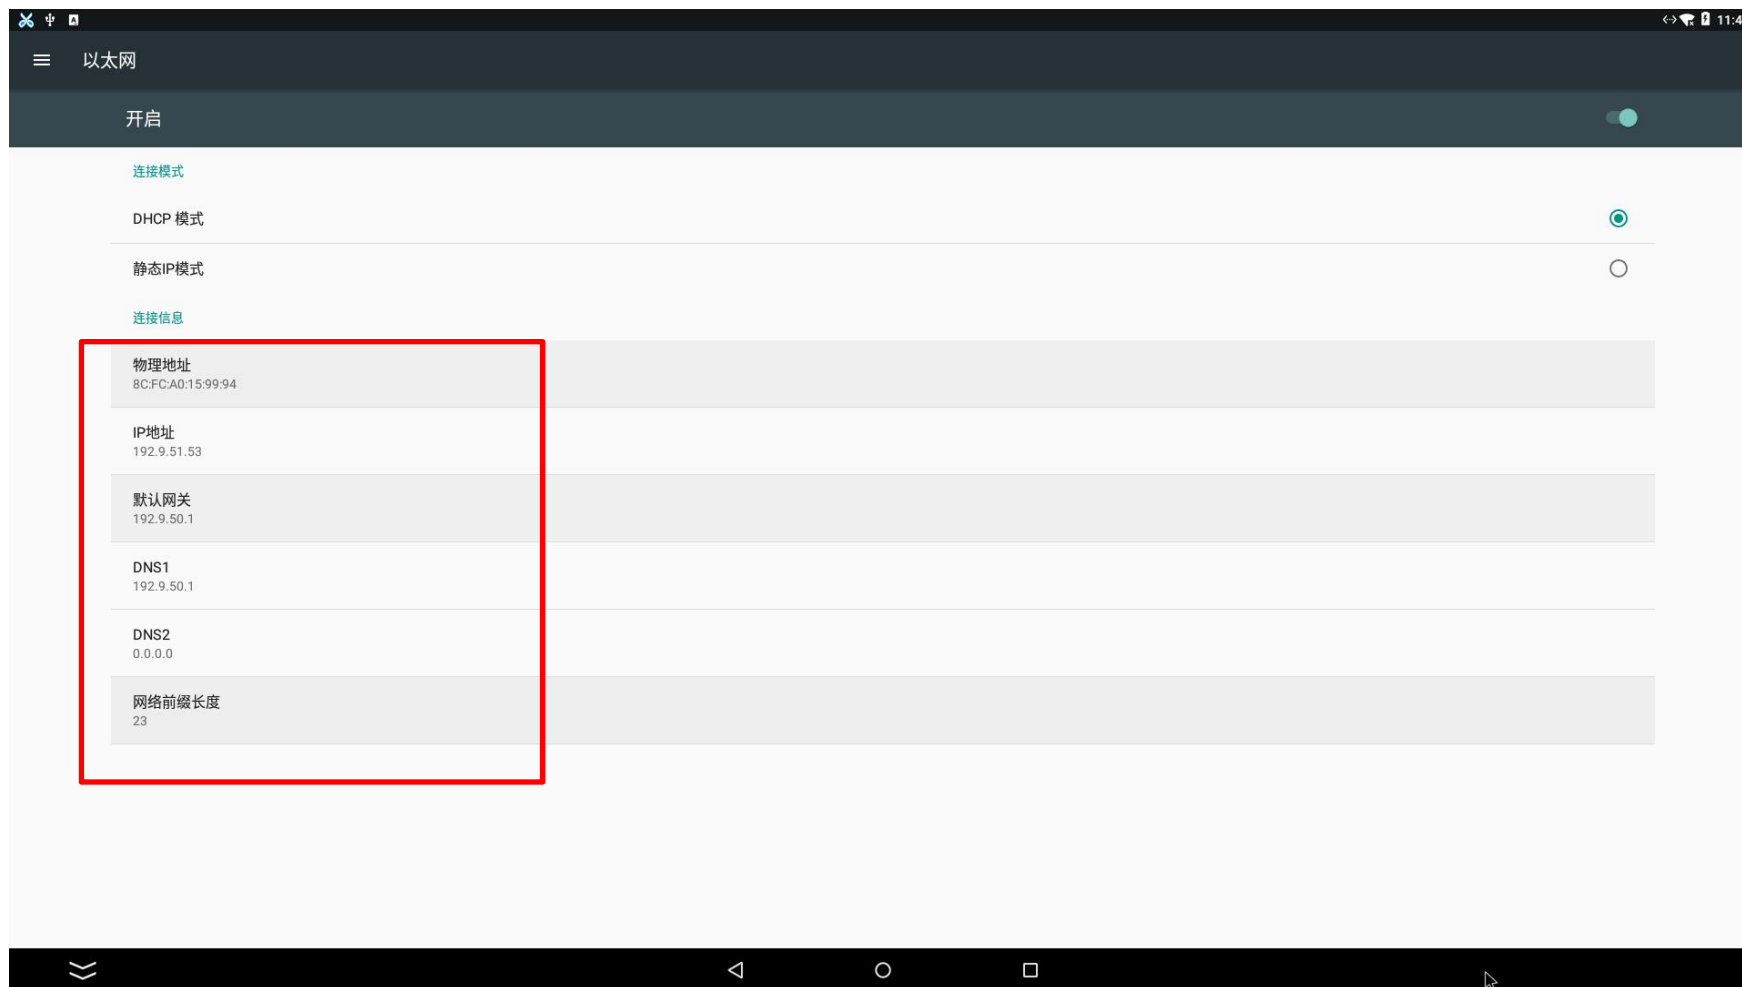 11:4
以太网
开启
连接模式
DHCP 模式
静态IP模式
连接信息
物理地址
8C:FC:A0:15:99:94
IP地址
192.9.51.53
默认网关
192.9.50.1
DNS1
192.9.50.1
DNS2
0.0.0.0
网络前缀长度
23